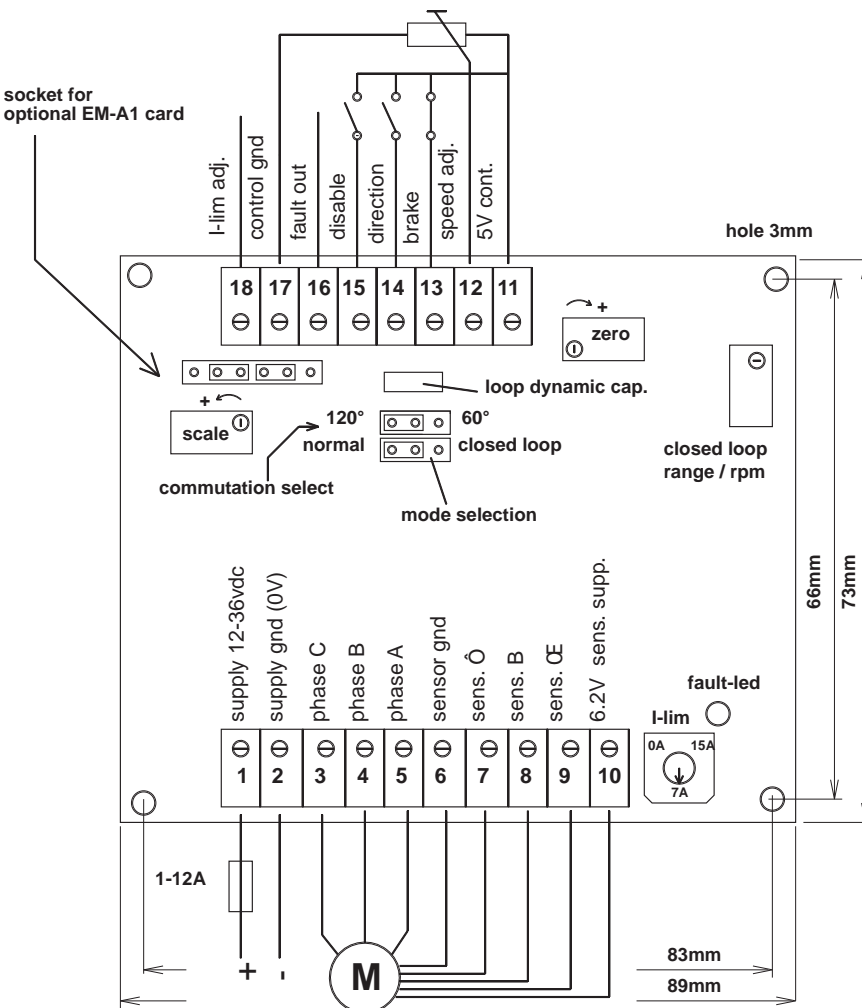 socket for
optional EM-A1 card
I-lim adj.
control gnd
fault out
disable
direction
brake
speed adj.
5V cont.
hole 3mm
18 17 16 15 14 13 12 11
+
zero
loop dynamic cap.
+
scale
120° 60°
normal closed loop
commutation select
mode selection
closed loop
range / rpm
66mm
73mm
supply 12-36vdc
supply gnd (0V)
phase C
phase B
phase A
sensor gnd
sens. Ô
sens. B
sens. Œ
6.2V sens. supp.
fault-led
I-lim
0A 15A
7A
1 2 3 4 5 6 7 8 9 10
1-12A
+ -
M
83mm
89mm